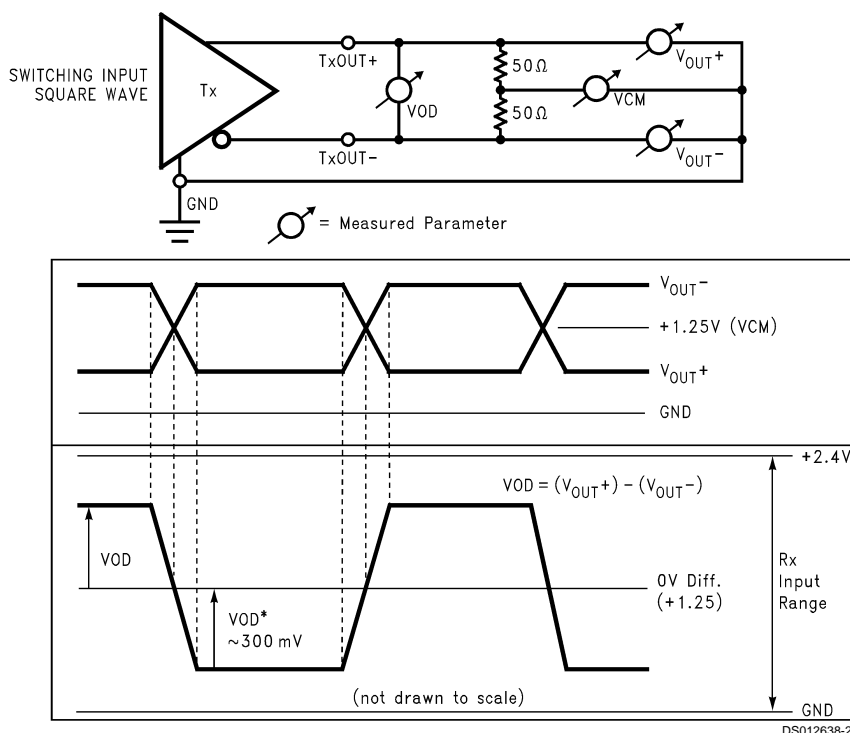 SWITCHING INPUT
SQUARE WAVE
Tx
TxOUT+
TxOUT-
VOD
50Ω
50Ω
VCM
VOUT+
VOUT-
GND
= Measured Parameter
VOUT-
+1.25V (VCM)
VOUT+
GND
+2.4V
VOD = (VOUT+) - (VOUT-)
VOD
0V Diff.
(+1.25)
Rx
Input
Range
VOD*
~300 mV
(not drawn to scale)
GND
DS012638-2